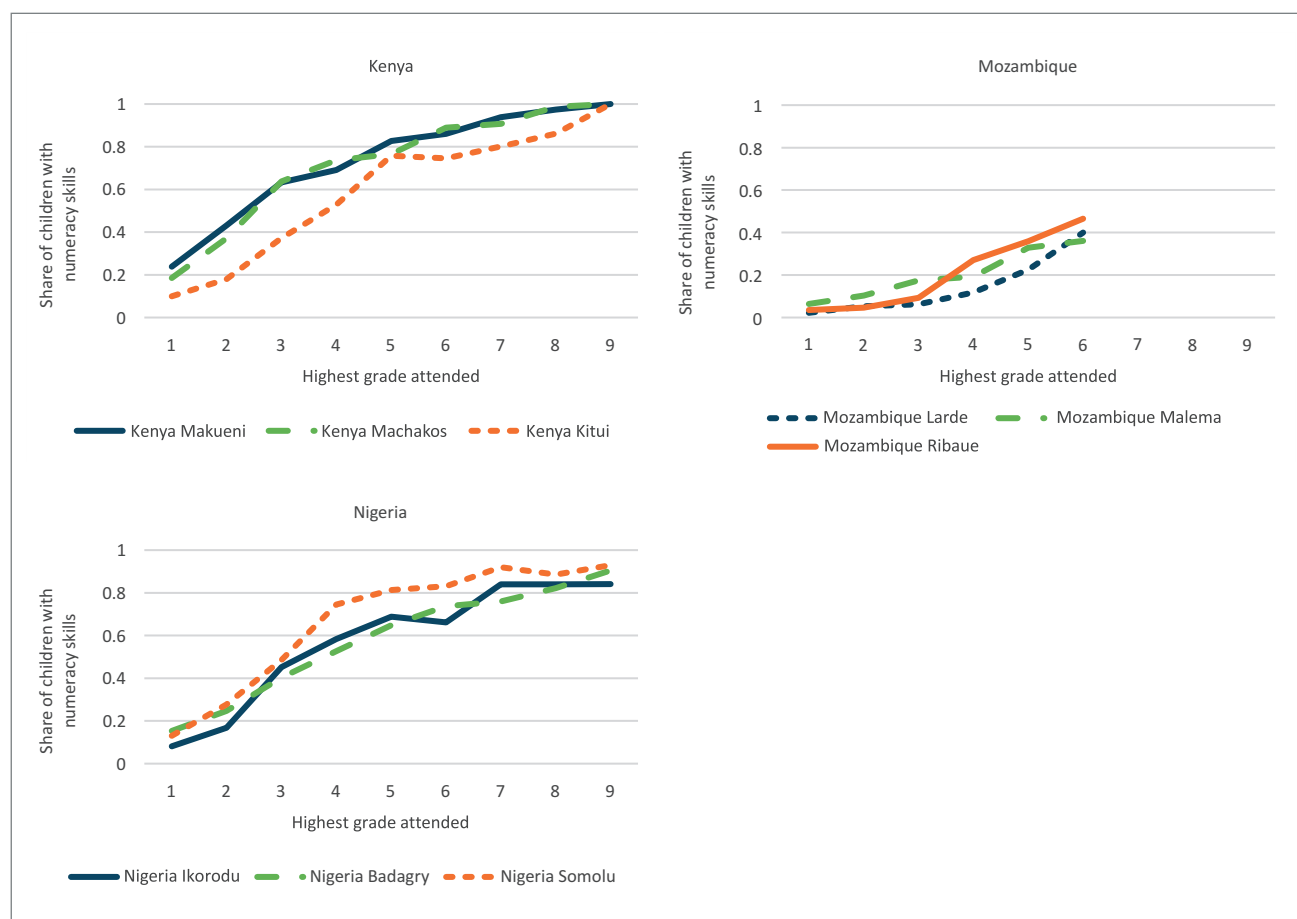 Kenya
Share of children with
numeracy skills
1
0.8
0.6
0.4
0.2
0
1 2 3 4 5 6 7 8 9
Highest grade attended
Kenya Makueni Kenya Machakos Kenya Kitui
Mozambique
Share of children with
numeracy skills
1
0.8
0.6
0.4
0.2
0
1 2 3 4 5 6 7 8 9
Highest grade attended
Mozambique Larde Mozambique Malema
Mozambique Ribaue
Nigeria
Share of children with
numeracy skills
1
0.8
0.6
0.4
0.2
0
1 2 3 4 5 6 7 8 9
Highest grade attended
Nigeria Ikorodu Nigeria Badagry Nigeria Somolu